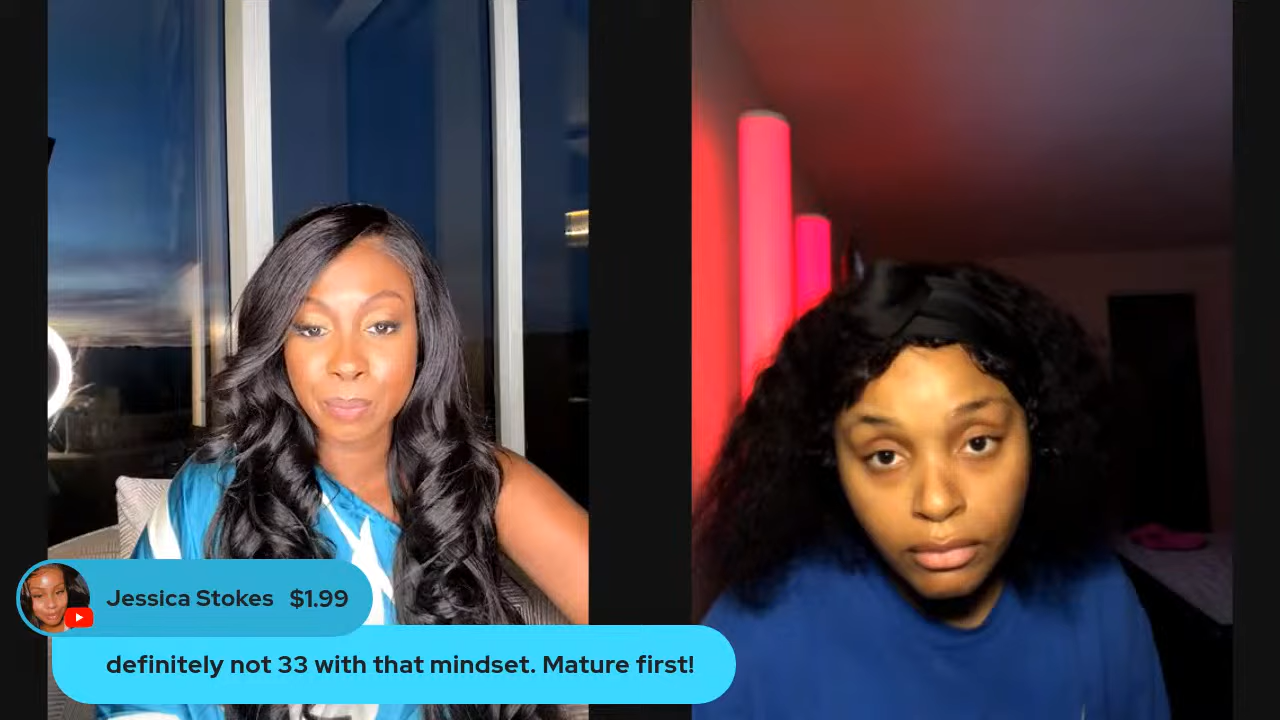 Jessica Stokes $1.99
definitely not 33 with that mindset. Mature first!